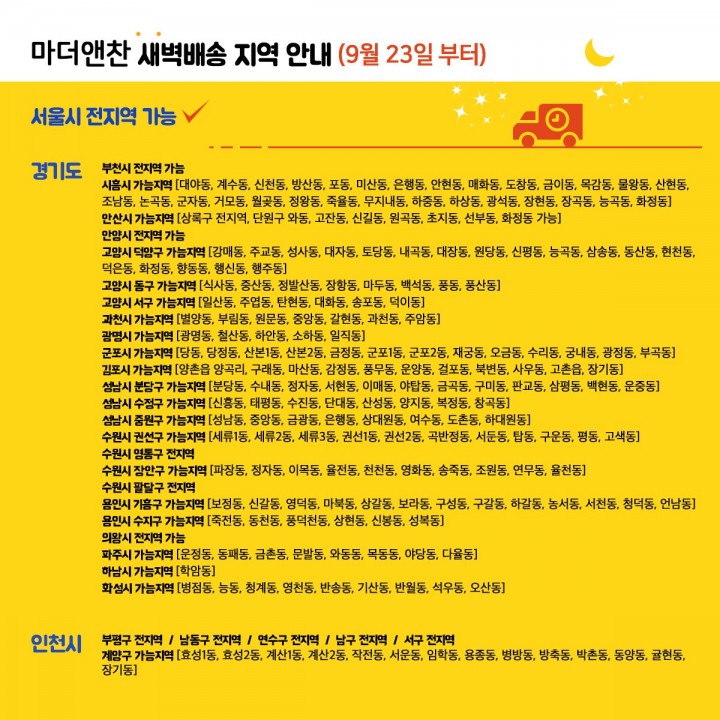 마더앤찬 새벽배송 지역 안내 (9월 23일 부터)
서울시 전지역 가능
경기도
부천시 전지역 가능
시흥시 가능지역 [대야동, 계수동, 신천동, 방산동, 포동, 미산동, 은행동, 안현동, 매화동, 도창동, 금이동, 목감동, 물왕동, 산현동,
조남동, 논곡동, 군자동, 거모동, 월곶동, 정왕동, 죽율동, 무지내동, 하중동, 하상동, 광석동, 장현동, 장곡동, 능곡동, 화정동]
안산시 가능지역 [상록구 전지역, 단원구 와동, 고잔동, 신길동, 원곡동, 초지동, 선부동, 화정동 가능]
안양시 전지역 가능
고양시 덕양구 가능지역 [강매동, 주교동, 성사동, 대자동, 토당동, 내곡동, 대장동, 원당동, 신평동, 능곡동, 삼송동, 동산동, 현천동,
덕은동, 화정동, 향동동, 행신동, 행주동]
고양시 동구 가능지역 [식사동, 중산동, 정발산동, 장항동, 마두동, 백석동, 풍동, 풍산동]
고양시 서구 가능지역 [일산동, 주엽동, 탄현동, 대화동, 송포동, 덕이동]
과천시 가능지역 [별양동, 부림동, 원문동, 중앙동, 갈현동, 과천동, 주암동]
광명시 가능지역 [광명동, 철산동, 하안동, 소하동, 일직동]
군포시 가능지역 [당동, 당정동, 산본1동, 산본2동, 금정동, 군포1동, 군포2동, 재궁동, 오금동, 수리동, 궁내동, 광정동, 부곡동]
김포시 가능지역 [양촌읍 양곡리, 구래동, 마산동, 감정동, 풍무동, 운양동, 걸포동, 북변동, 사우동, 고촌읍, 장기동]
성남시 분당구 가능지역 [분당동, 수내동, 정자동, 서현동, 이매동, 야탑동, 금곡동, 구미동, 판교동, 삼평동, 백현동, 운중동]
성남시 수정구 가능지역 [신흥동, 태평동, 수진동, 단대동, 산성동, 양지동, 복정동, 창곡동]
성남시 중원구 가능지역 [성남동, 중앙동, 금광동, 은행동, 상대원동, 여수동, 도촌동, 하대원동]
수원시 권선구 가능지역 [세류1동, 세류2동, 세류3동, 권선1동, 권선2동, 곡반정동, 서둔동, 탑동, 구운동, 평동, 고색동]
수원시 영통구 전지역
수원시 장안구 가능지역 [파장동, 정자동, 이목동, 율전동, 천천동, 영화동, 송죽동, 조원동, 연무동, 율천동]
수원시 팔달구 전지역
용인시 기흥구 가능지역 [보정동, 신갈동, 영덕동, 마북동, 상갈동, 보라동, 구성동, 구갈동, 하갈동, 농서동, 서천동, 청덕동, 언남동]
용인시 수지구 가능지역 [죽전동, 동천동, 풍덕천동, 상현동, 신봉동, 성복동]
의왕시 전지역 가능
파주시 가능지역 [운정동, 동패동, 금촌동, 문발동, 와동동, 목동동, 야당동, 다율동]
하남시 가능지역 [학암동]
화성시 가능지역 [병점동, 능동, 청계동, 영천동, 반송동, 기산동, 반월동, 석우동, 오산동]
인천시
부평구 전지역 / 남동구 전지역 / 연수구 전지역 / 남구 전지역 / 서구 전지역
계양구 가능지역 [효성1동, 효성2동, 계산1동, 계산2동, 작전동, 서운동, 임학동, 용종동, 병방동, 방축동, 박촌동, 동양동, 귤현동,
장기동]